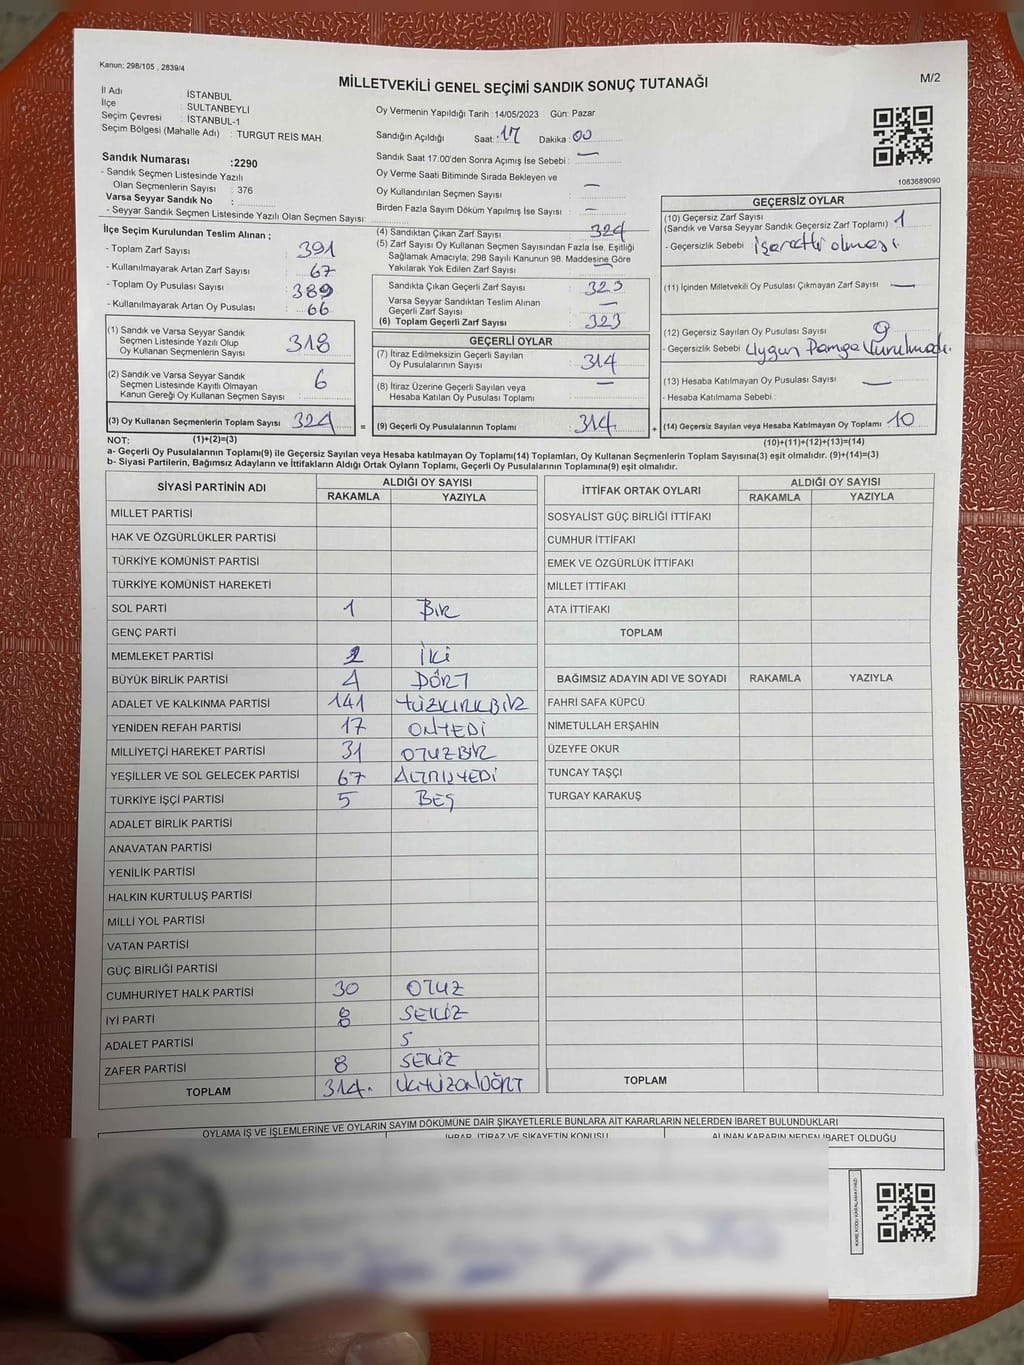 Kanun; 298/105 , 2839/4
MİLLETVEKİLİ GENEL SEÇİMİ SANDIK SONUÇ TUTANAĞI
M/2
İl Adı : İSTANBUL
İlçe : SULTANBEYLİ
Seçim Çevresi : İSTANBUL-1
Seçim Bölgesi (Mahalle Adı) : TURGUT REİS MAH.
Oy Vermenin Yapıldığı Tarih : 14/05/2023 Gün: Pazar
Sandığın Açıldığı Saat: 17 Dakika : 00
Sandık Saat 17.00'den Sonra Açımış İse Sebebi : —
Oy Verme Saati Bitiminde Sırada Bekleyen ve
Oy Kullandırılan Seçmen Sayısı : —
Birden Fazla Sayım Döküm Yapılmış İse Sayısı : —
1083689090
Sandık Numarası :2290
- Sandık Seçmen Listesinde Yazılı
Olan Seçmenlerin Sayısı : 376
Varsa Seyyar Sandık No :
- Seyyar Sandık Seçmen Listesinde Yazılı Olan Seçmen Sayısı:
İlçe Seçim Kurulundan Teslim Alınan ;
- Toplam Zarf Sayısı : 391
- Kullanılmayarak Artan Zarf Sayısı : 67
- Toplam Oy Pusulası Sayısı : 389
- Kullanılmayarak Artan Oy Pusulası : 66
(1) Sandık ve Varsa Seyyar Sandık
Seçmen Listesinde Yazılı Olup
Oy Kullanan Seçmenlerin Sayısı : 318
(2) Sandık ve Varsa Seyyar Sandık
Seçmen Listesinde Kayıtlı Olmayan
Kanun Gereği Oy Kullanan Seçmen Sayısı : 6
(3) Oy Kullanan Seçmenlerin Toplam Sayısı : 324
(4) Sandıktan Çıkan Zarf Sayısı : 324
(5) Zarf Sayısı Oy Kullanan Seçmen Sayısından Fazla İse, Eşitliği
Sağlamak Amacıyla; 298 Sayılı Kanunun 98. Maddesine Göre
Yakılarak Yok Edilen Zarf Sayısı : —
Sandıkta Çıkan Geçerli Zarf Sayısı : 323
Varsa Seyyar Sandıktan Teslim Alınan
Geçerli Zarf Sayısı : —
(6) Toplam Geçerli Zarf Sayısı : 323
GEÇERLİ OYLAR
(7) İtiraz Edilmeksizin Geçerli Sayılan
Oy Pusulalarının Sayısı : 314
(8) İtiraz Üzerine Geçerli Sayılan veya
Hesaba Katılan Oy Pusulası Toplamı : —
= (9) Geçerli Oy Pusulalarının Toplamı : 314
GEÇERSİZ OYLAR
(10) Geçersiz Zarf Sayısı
(Sandık ve Varsa Seyyar Sandık Geçersiz Zarf Toplamı) : 1
- Geçersizlik Sebebi : işaretli olması
(11) İçinden Milletvekili Oy Pusulası Çıkmayan Zarf Sayısı : —
(12) Geçersiz Sayılan Oy Pusulası Sayısı : 9
- Geçersizlik Sebebi : Uygun Damga Vurulmadı.
(13) Hesaba Katılmayan Oy Pusulası Sayısı : —
- Hesaba Katılmama Sebebi :
+ (14) Geçersiz Sayılan veya Hesaba Katılmayan Oy Toplamı : 10
NOT: (1)+(2)=(3)
(10)+(11)+(12)+(13)=(14)
a- Geçerli Oy Pusulalarının Toplamı(9) ile Geçersiz Sayılan veya Hesaba katılmayan Oy Toplamı(14) Toplamları, Oy Kullanan Seçmenlerin Toplam Sayısına(3) eşit olmalıdır. (9)+(14)=(3)
b- Siyasi Partilerin, Bağımsız Adayların ve İttifakların Aldığı Ortak Oyların Toplamı, Geçerli Oy Pusulalarının Toplamına(9) eşit olmalıdır.
SİYASİ PARTİNİN ADI ALDIĞI OY SAYISI
RAKAMLA YAZIYLA
MİLLET PARTİSİ
HAK VE ÖZGÜRLÜKLER PARTİSİ
TÜRKİYE KOMÜNİST PARTİSİ
TÜRKİYE KOMÜNİST HAREKETİ
SOL PARTİ 1 BİR
GENÇ PARTİ
MEMLEKET PARTİSİ 2 İKİ
BÜYÜK BİRLİK PARTİSİ 4 DÖRT
ADALET VE KALKINMA PARTİSİ 141 YÜZKIRKBİR
YENİDEN REFAH PARTİSİ 17 ONYEDİ
MİLLİYETÇİ HAREKET PARTİSİ 31 OTUZBİR
YEŞİLLER VE SOL GELECEK PARTİSİ 67 ALTMIŞYEDİ
TÜRKİYE İŞÇİ PARTİSİ 5 BEŞ
ADALET BİRLİK PARTİSİ
ANAVATAN PARTİSİ
YENİLİK PARTİSİ
HALKIN KURTULUŞ PARTİSİ
MİLLİ YOL PARTİSİ
VATAN PARTİSİ
GÜÇ BİRLİĞİ PARTİSİ
CUMHURİYET HALK PARTİSİ 30 OTUZ
İYİ PARTİ 8 SEKİZ
ADALET PARTİSİ S
ZAFER PARTİSİ 8 SEKİZ
TOPLAM 314. ÜÇYÜZONDÖRT
İTTİFAK ORTAK OYLARI ALDIĞI OY SAYISI
RAKAMLA YAZIYLA
SOSYALİST GÜÇ BİRLİĞİ İTTİFAKI
CUMHUR İTTİFAKI
EMEK VE ÖZGÜRLÜK İTTİFAKI
MİLLET İTTİFAKI
ATA İTTİFAKI
TOPLAM
BAĞIMSIZ ADAYIN ADI VE SOYADI RAKAMLA YAZIYLA
FAHRİ SAFA KÜPCÜ
NİMETULLAH ERŞAHİN
ÜZEYFE OKUR
TUNCAY TAŞÇI
TURGAY KARAKUŞ
TOPLAM
OYLAMA İŞ VE İŞLEMLERİNE VE OYLARIN SAYIM DÖKÜMÜNE DAİR ŞİKAYETLERLE BUNLARA AİT KARARLARIN NELERDEN İBARET BULUNDUKLARI
İHBAR, İTİRAZ VE ŞİKAYETİN KONUSU ALINAN KARARIN NEDEN İBARET OLDUĞU